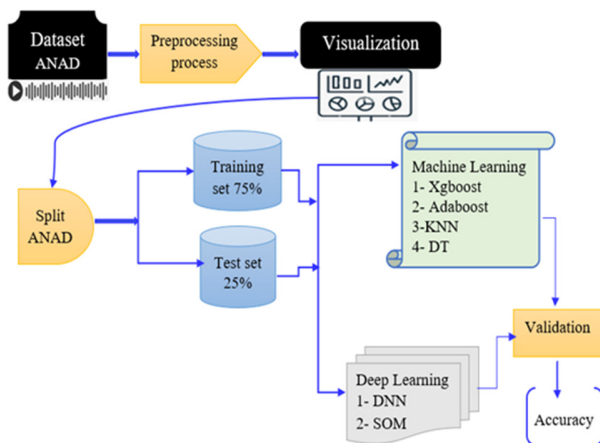 Dataset
ANAD
Preprocessing
process
Visualization
Split
ANAD
Training
set 75%
Test set
25%
Machine Learning
1- Xgboost
2- Adaboost
3-KNN
4- DT
Deep Learning
1- DNN
2- SOM
Validation
Accuracy